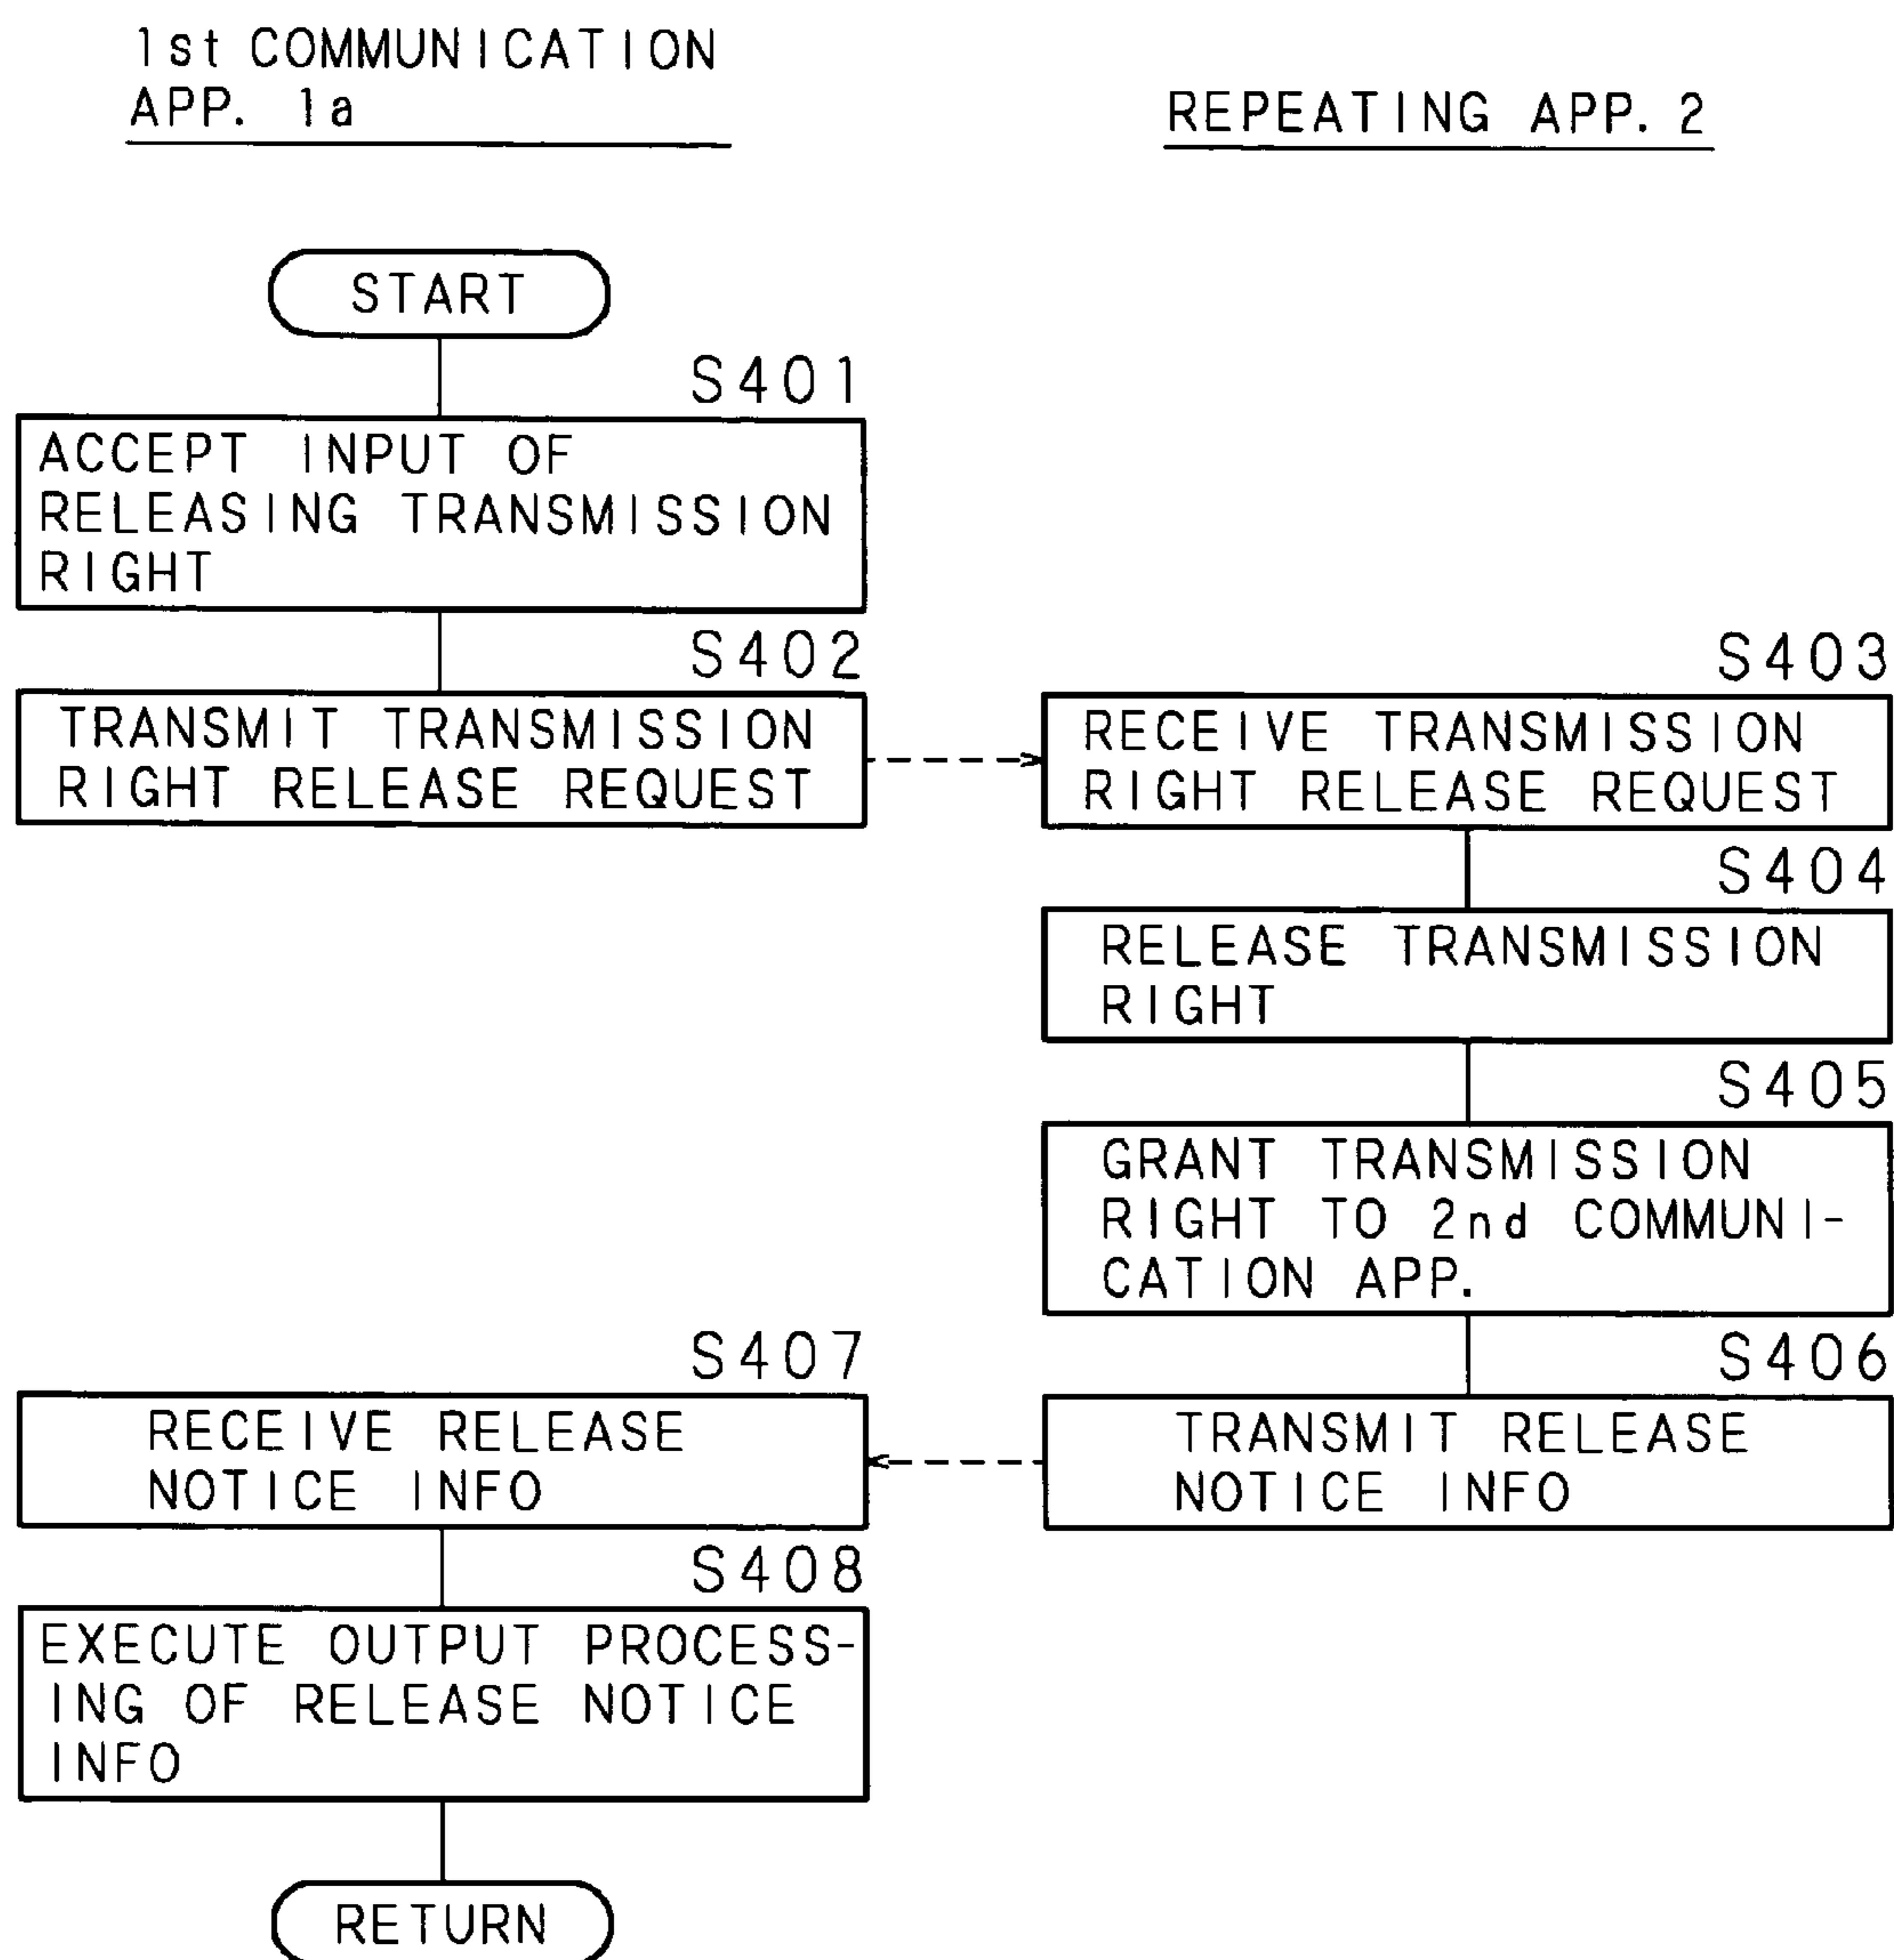 1st COMMUNICATION
APP. 1a
REPEATING APP. 2
START
S401
ACCEPT INPUT OF
RELEASING TRANSMISSION
RIGHT
S402
TRANSMIT TRANSMISSION
RIGHT RELEASE REQUEST
S403
RECEIVE TRANSMISSION
RIGHT RELEASE REQUEST
S404
RELEASE TRANSMISSION
RIGHT
S405
GRANT TRANSMISSION
RIGHT TO 2nd COMMUNI-
CATION APP.
S406
TRANSMIT RELEASE
NOTICE INFO
S407
RECEIVE RELEASE
NOTICE INFO
S408
EXECUTE OUTPUT PROCESS-
ING OF RELEASE NOTICE
INFO
RETURN